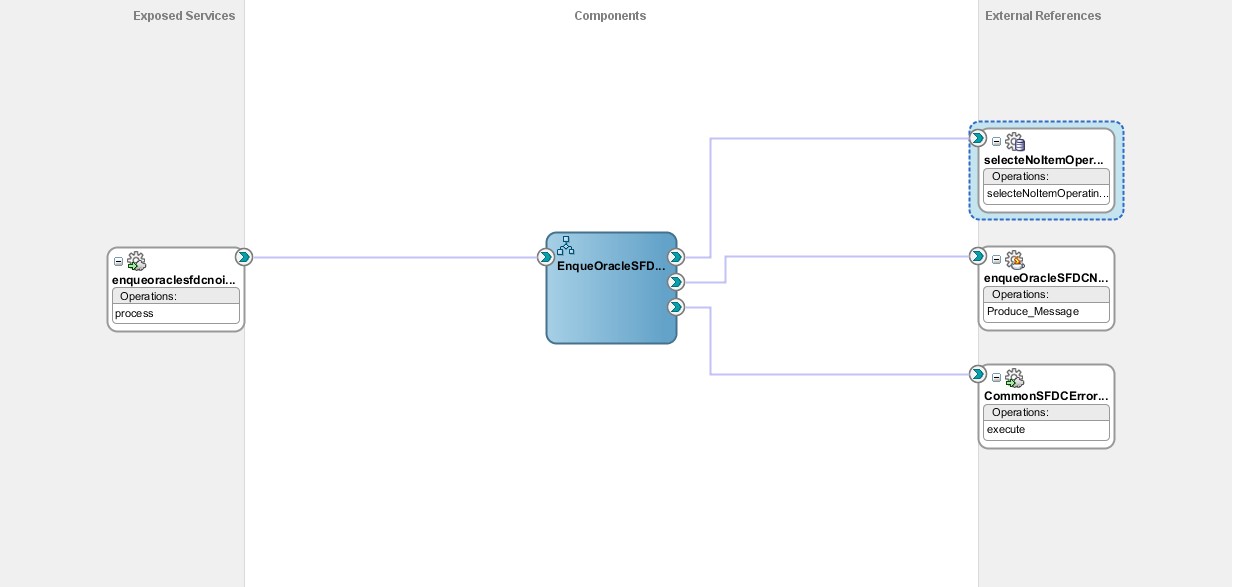 Exposed Services
Components
External References
selecteNoItemOper...
Operations:
selecteNoItemOperatin...
enqueoraclesfdcnoi...
Operations:
process
EnqueOracleSFD...
enqueOracleSFDCN...
Operations:
Produce_Message
CommonSFDCError...
Operations:
execute